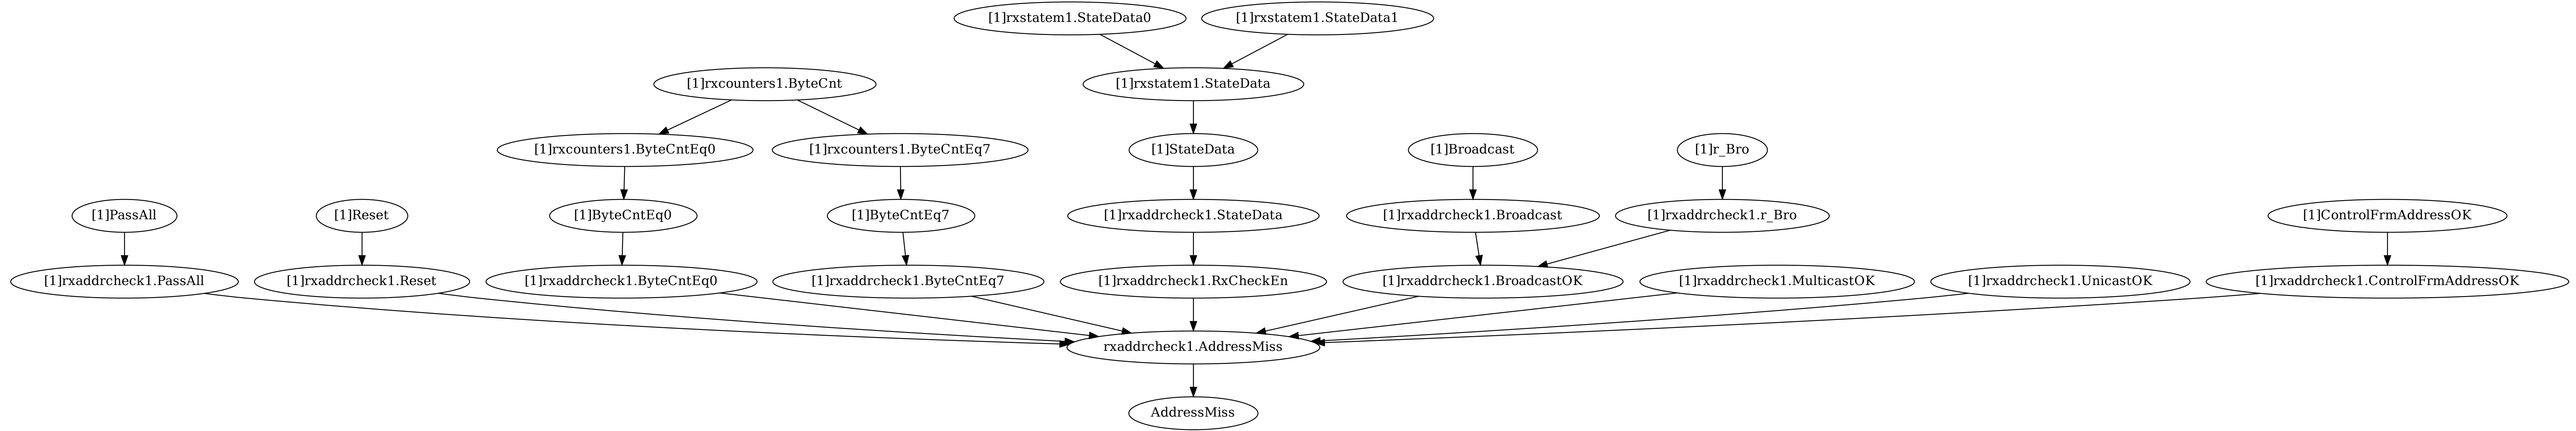 [1]rxstatem1.StateData0
[1]rxstatem1.StateData1
[1]rxcounters1.ByteCnt
[1]rxstatem1.StateData
[1]rxcounters1.ByteCntEq0
[1]rxcounters1.ByteCntEq7
[1]StateData
[1]Broadcast
[1]r_Bro
[1]PassAll
[1]Reset
[1]ByteCntEq0
[1]ByteCntEq7
[1]rxaddrcheck1.StateData
[1]rxaddrcheck1.Broadcast
[1]rxaddrcheck1.r_Bro
[1]ControlFrmAddressOK
[1]rxaddrcheck1.PassAll
[1]rxaddrcheck1.Reset
[1]rxaddrcheck1.ByteCntEq0
[1]rxaddrcheck1.ByteCntEq7
[1]rxaddrcheck1.RxCheckEn
[1]rxaddrcheck1.BroadcastOK
[1]rxaddrcheck1.MulticastOK
[1]rxaddrcheck1.UnicastOK
[1]rxaddrcheck1.ControlFrmAddressOK
rxaddrcheck1.AddressMiss
AddressMiss